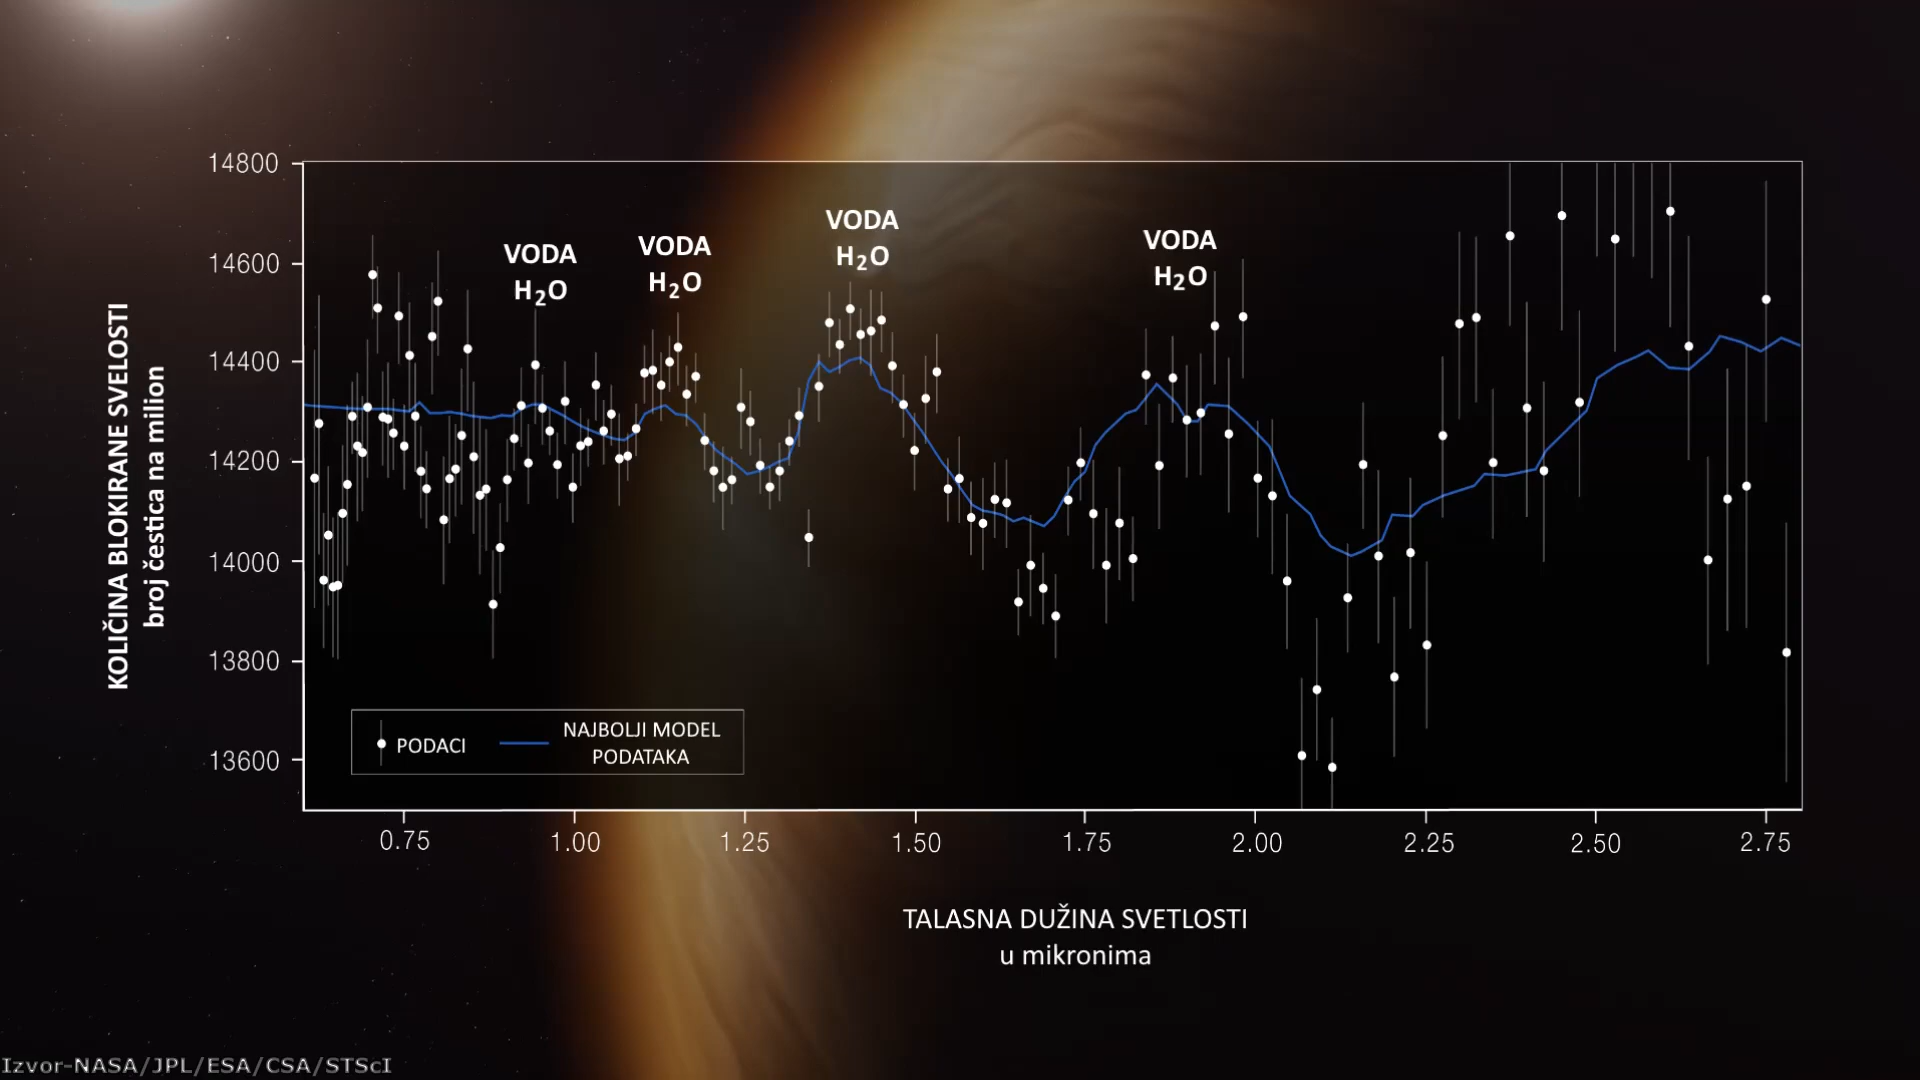 14800
14600
14400
14200
14000
13800
13600
KOLIČINA BLOKIRANE SVELOSTI
broj čestica na milion
VODA
H₂O
VODA
H₂O
VODA
H₂O
VODA
H₂O
PODACI
NAJBOLJI MODEL
PODATAKA
0.75 1.00 1.25 1.50 1.75 2.00 2.25 2.50 2.75
TALASNA DUŽINA SVETLOSTI
u mikronima
Izvor-NASA/JPL/ESA/CSA/STScI